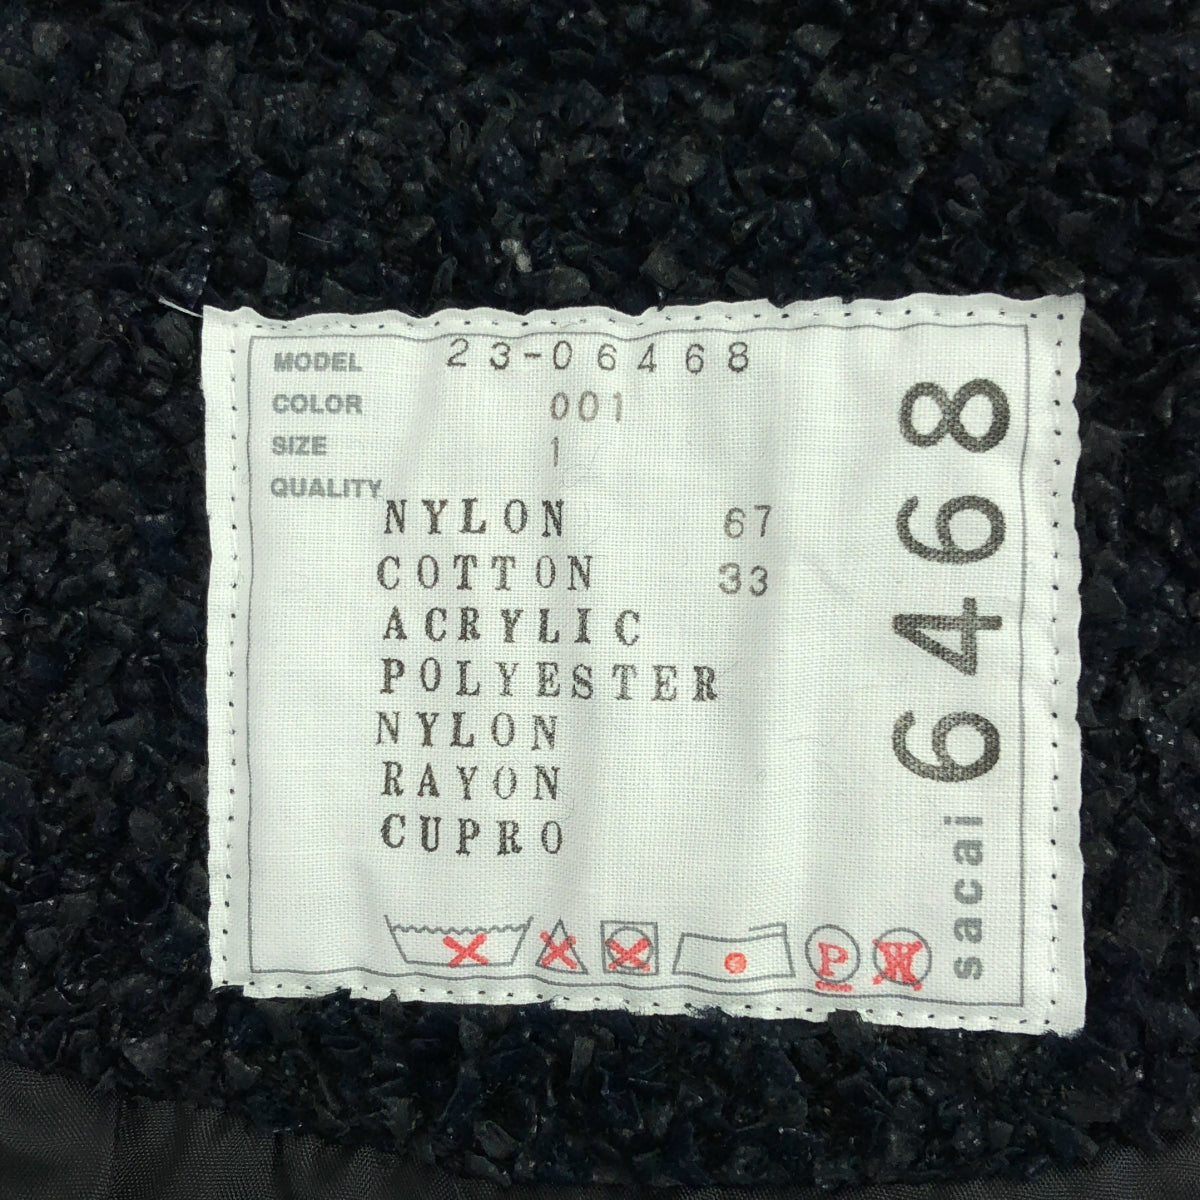 MODEL 23-06468
COLOR 001
SIZE 1
QUALITY
NYLON 67
COTTON 33
ACRYLIC
POLYESTER
NYLON
RAYON
CUPRO
P W
sacai 6468